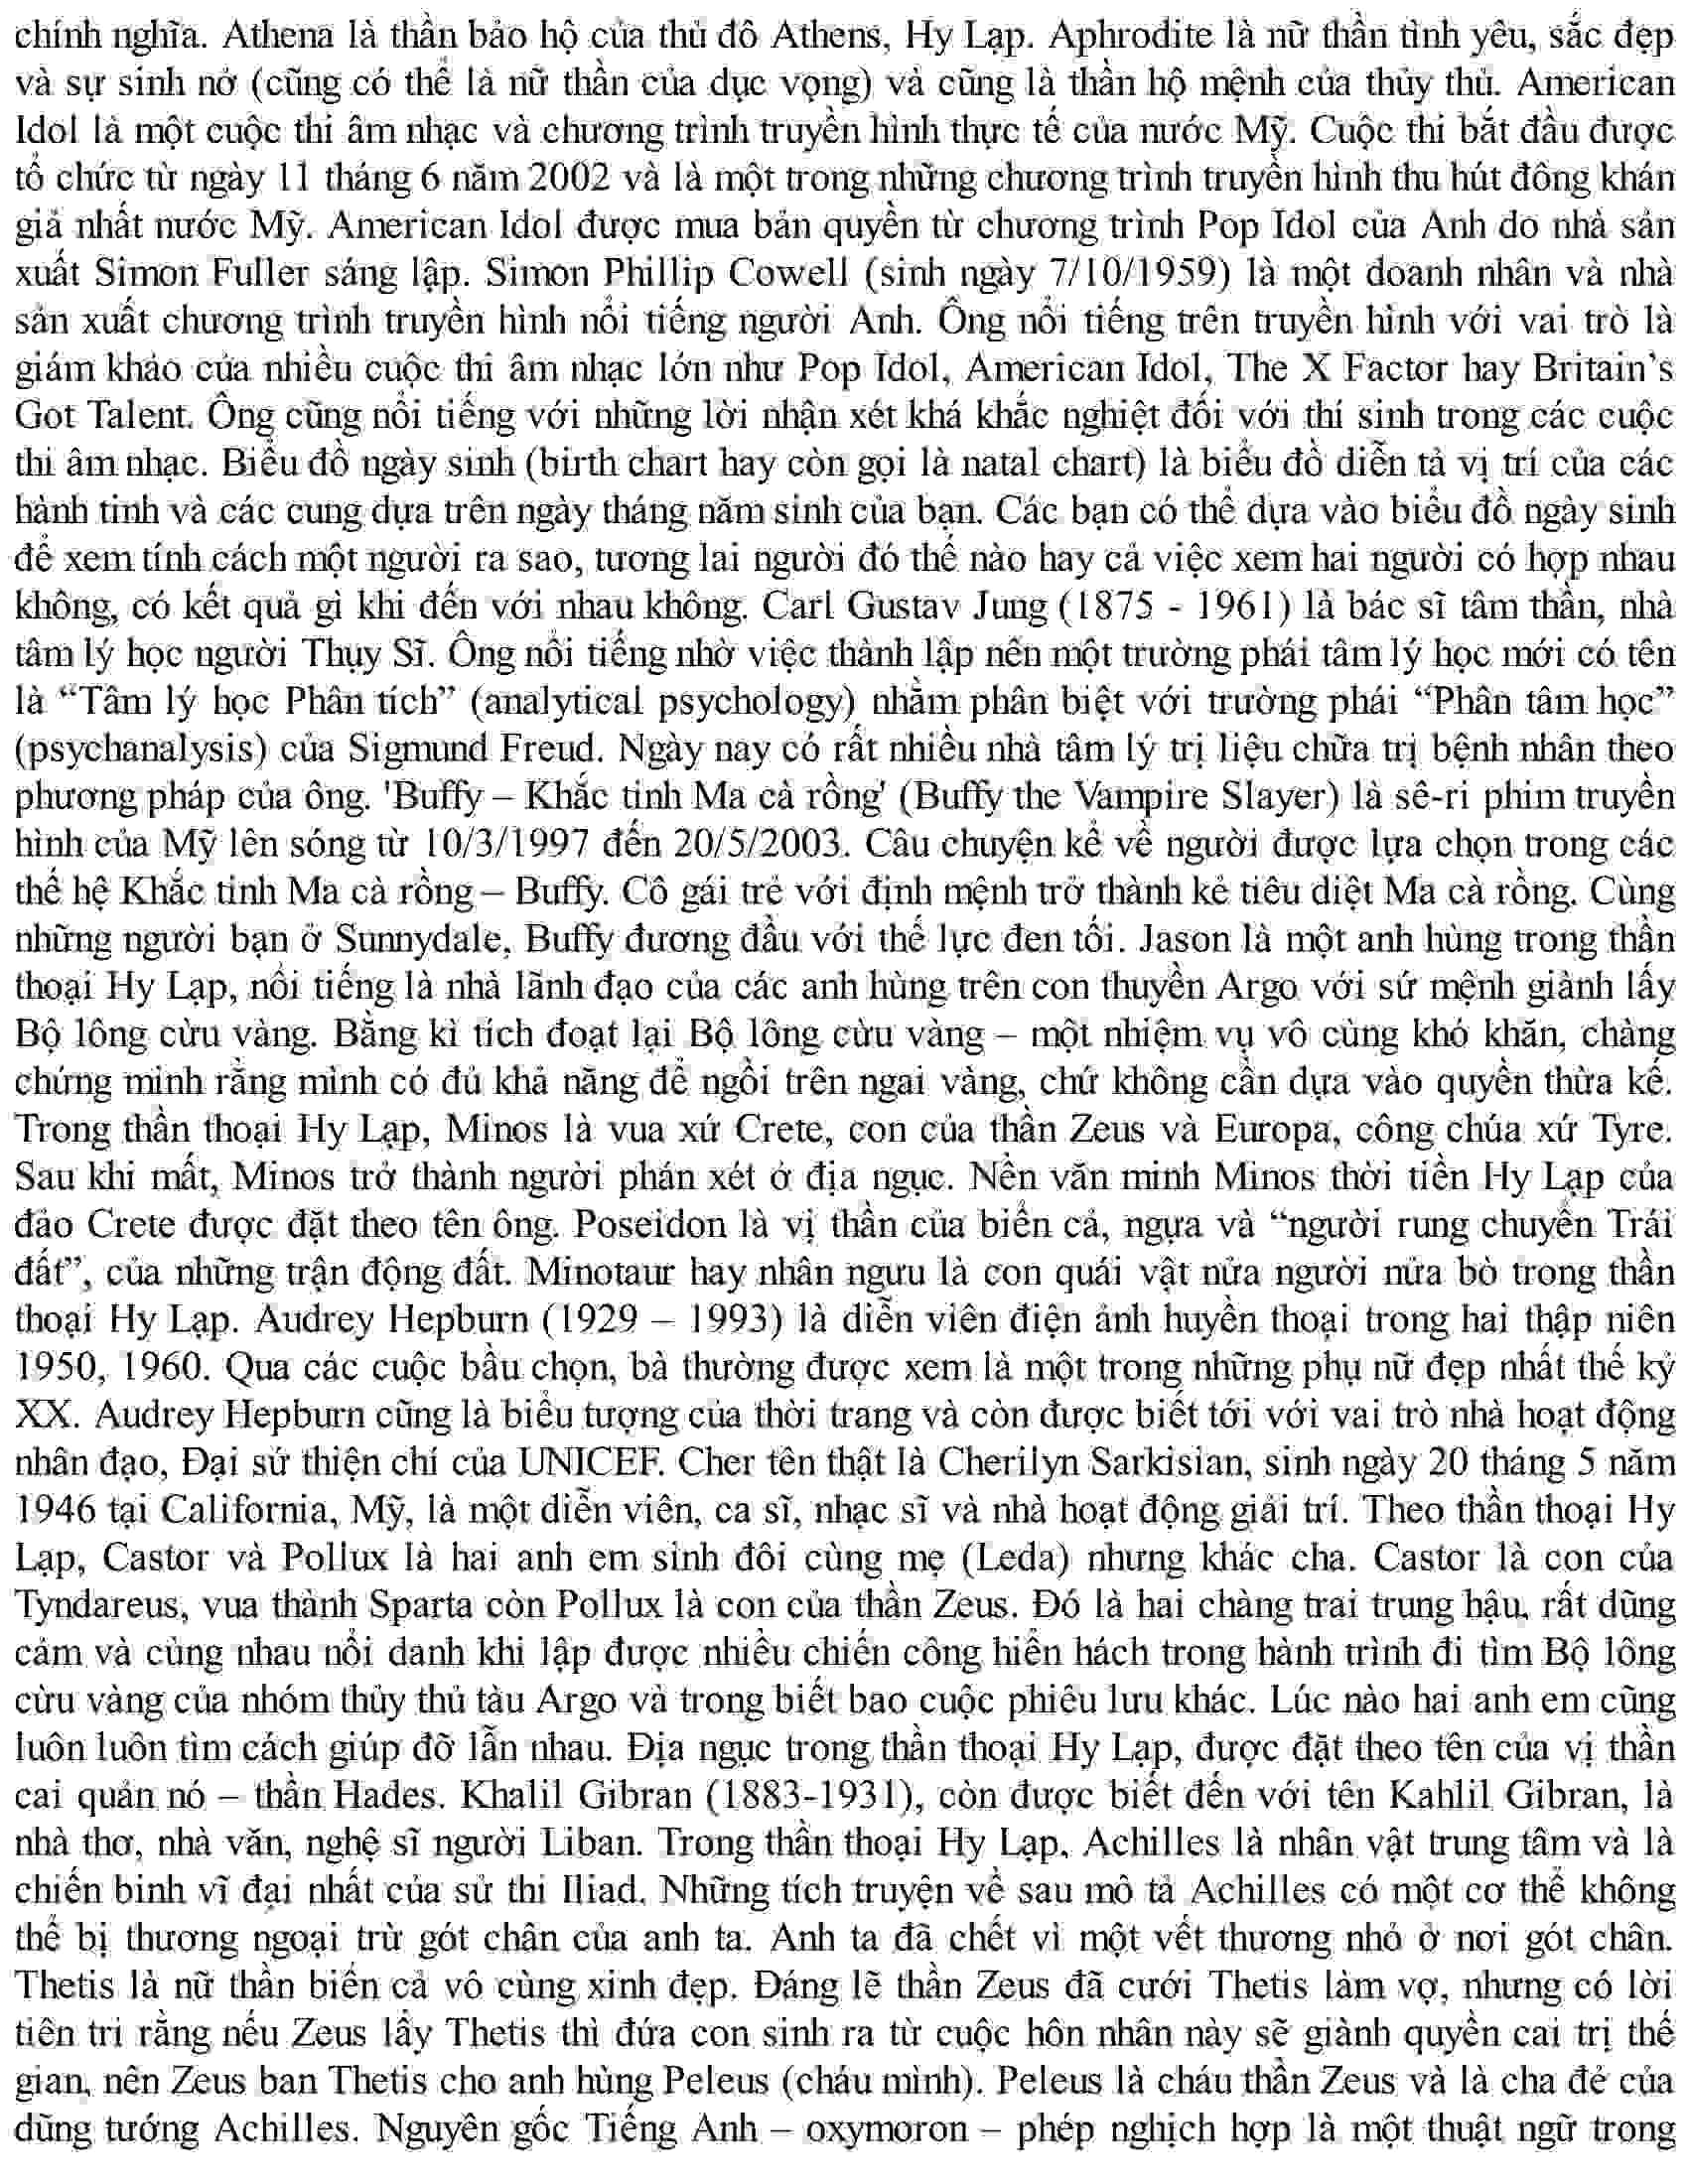 chính nghĩa. Athena là thần bảo hộ của thủ đô Athens, Hy Lạp. Aphrodite là nữ thần tình yêu, sắc đẹp
và sự sinh nở (cũng có thể là nữ thần của dục vọng) và cũng là thần hộ mệnh của thủy thủ. American
Idol là một cuộc thi âm nhạc và chương trình truyền hình thực tế của nước Mỹ. Cuộc thi bắt đầu được
tổ chức từ ngày 11 tháng 6 năm 2002 và là một trong những chương trình truyền hình thu hút đông khán
giả nhất nước Mỹ. American Idol được mua bản quyền từ chương trình Pop Idol của Anh do nhà sản
xuất Simon Fuller sáng lập. Simon Phillip Cowell (sinh ngày 7/10/1959) là một doanh nhân và nhà
sản xuất chương trình truyền hình nổi tiếng người Anh. Ông nổi tiếng trên truyền hình với vai trò là
giám khảo của nhiều cuộc thi âm nhạc lớn như Pop Idol, American Idol, The X Factor hay Britain’s
Got Talent. Ông cũng nổi tiếng với những lời nhận xét khá khắc nghiệt đối với thí sinh trong các cuộc
thi âm nhạc. Biểu đồ ngày sinh (birth chart hay còn gọi là natal chart) là biểu đồ diễn tả vị trí của các
hành tinh và các cung dựa trên ngày tháng năm sinh của bạn. Các bạn có thể dựa vào biểu đồ ngày sinh
để xem tính cách một người ra sao, tương lai người đó thế nào hay cả việc xem hai người có hợp nhau
không, có kết quả gì khi đến với nhau không. Carl Gustav Jung (1875 - 1961) là bác sĩ tâm thần, nhà
tâm lý học người Thụy Sĩ. Ông nổi tiếng nhờ việc thành lập nên một trường phái tâm lý học mới có tên
là “Tâm lý học Phân tích” (analytical psychology) nhằm phân biệt với trường phái “Phân tâm học”
(psychanalysis) của Sigmund Freud. Ngày nay có rất nhiều nhà tâm lý trị liệu chữa trị bệnh nhân theo
phương pháp của ông. 'Buffy – Khắc tinh Ma cà rồng' (Buffy the Vampire Slayer) là sê-ri phim truyền
hình của Mỹ lên sóng từ 10/3/1997 đến 20/5/2003. Câu chuyện kể về người được lựa chọn trong các
thế hệ Khắc tinh Ma cà rồng – Buffy. Cô gái trẻ với định mệnh trở thành kẻ tiêu diệt Ma cà rồng. Cùng
những người bạn ở Sunnydale, Buffy đương đầu với thế lực đen tối. Jason là một anh hùng trong thần
thoại Hy Lạp, nổi tiếng là nhà lãnh đạo của các anh hùng trên con thuyền Argo với sứ mệnh giành lấy
Bộ lông cừu vàng. Bằng kì tích đoạt lại Bộ lông cừu vàng – một nhiệm vụ vô cùng khó khăn, chàng
chứng minh rằng mình có đủ khả năng để ngồi trên ngai vàng, chứ không cần dựa vào quyền thừa kế.
Trong thần thoại Hy Lạp, Minos là vua xứ Crete, con của thần Zeus và Europa, công chúa xứ Tyre.
Sau khi mất, Minos trở thành người phán xét ở địa ngục. Nền văn minh Minos thời tiền Hy Lạp của
đảo Crete được đặt theo tên ông. Poseidon là vị thần của biển cả, ngựa và “người rung chuyển Trái
đất”, của những trận động đất. Minotaur hay nhân ngưu là con quái vật nửa người nửa bò trong thần
thoại Hy Lạp. Audrey Hepburn (1929 – 1993) là diễn viên điện ảnh huyền thoại trong hai thập niên
1950, 1960. Qua các cuộc bầu chọn, bà thường được xem là một trong những phụ nữ đẹp nhất thế kỷ
XX. Audrey Hepburn cũng là biểu tượng của thời trang và còn được biết tới với vai trò nhà hoạt động
nhân đạo, Đại sứ thiện chí của UNICEF. Cher tên thật là Cherilyn Sarkisian, sinh ngày 20 tháng 5 năm
1946 tại California, Mỹ, là một diễn viên, ca sĩ, nhạc sĩ và nhà hoạt động giải trí. Theo thần thoại Hy
Lạp, Castor và Pollux là hai anh em sinh đôi cùng mẹ (Leda) nhưng khác cha. Castor là con của
Tyndareus, vua thành Sparta còn Pollux là con của thần Zeus. Đó là hai chàng trai trung hậu, rất dũng
cảm và cùng nhau nổi danh khi lập được nhiều chiến công hiển hách trong hành trình đi tìm Bộ lông
cừu vàng của nhóm thủy thủ tàu Argo và trong biết bao cuộc phiêu lưu khác. Lúc nào hai anh em cũng
luôn luôn tìm cách giúp đỡ lẫn nhau. Địa ngục trong thần thoại Hy Lạp, được đặt theo tên của vị thần
cai quản nó – thần Hades. Khalil Gibran (1883-1931), còn được biết đến với tên Kahlil Gibran, là
nhà thơ, nhà văn, nghệ sĩ người Liban. Trong thần thoại Hy Lạp, Achilles là nhân vật trung tâm và là
chiến binh vĩ đại nhất của sử thi Iliad. Những tích truyện về sau mô tả Achilles có một cơ thể không
thể bị thương ngoại trừ gót chân của anh ta. Anh ta đã chết vì một vết thương nhỏ ở nơi gót chân.
Thetis là nữ thần biển cả vô cùng xinh đẹp. Đáng lẽ thần Zeus đã cưới Thetis làm vợ, nhưng có lời
tiên tri rằng nếu Zeus lấy Thetis thì đứa con sinh ra từ cuộc hôn nhân này sẽ giành quyền cai trị thế
gian, nên Zeus ban Thetis cho anh hùng Peleus (cháu mình). Peleus là cháu thần Zeus và là cha đẻ của
dũng tướng Achilles. Nguyên gốc Tiếng Anh – oxymoron – phép nghịch hợp là một thuật ngữ trong